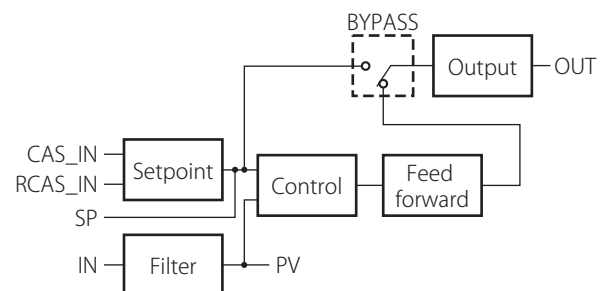 BYPASS
Output
OUT
CAS_IN
RCAS_IN
Setpoint
Control
Feed
forward
SP
IN
Filter
PV